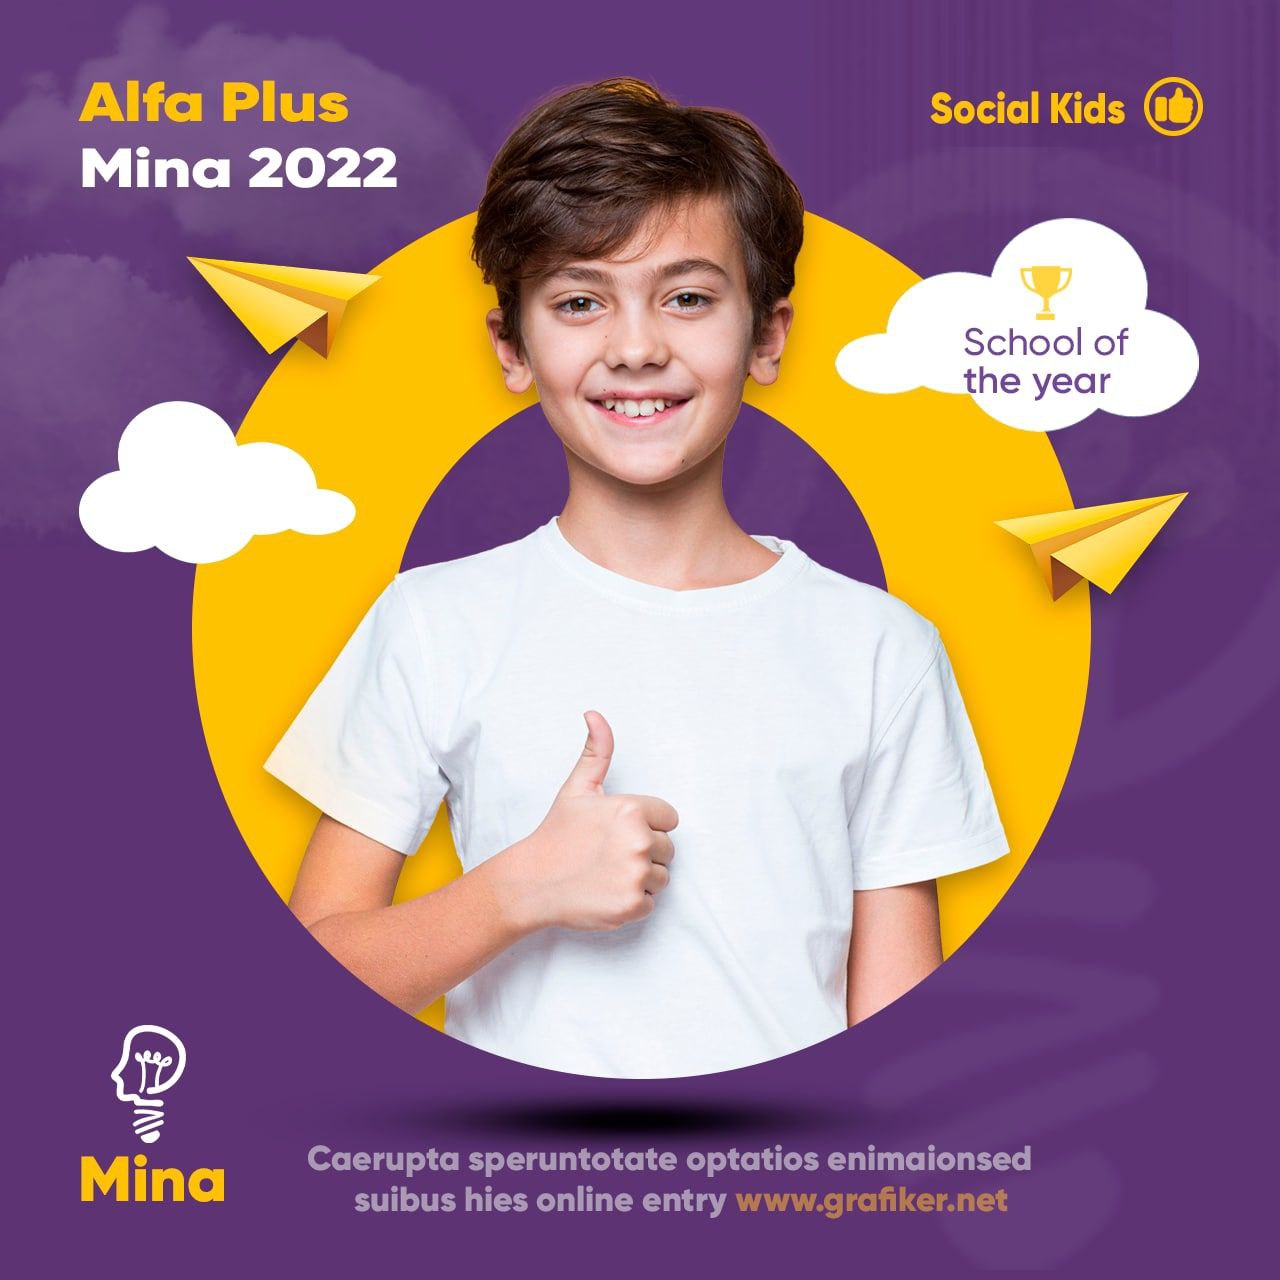 Alfa Plus
Mina 2022
Social Kids
School of
the year
Mina
Caerupta speruntotate optatios enimaionsed
suibus hies online entry www.grafiker.net